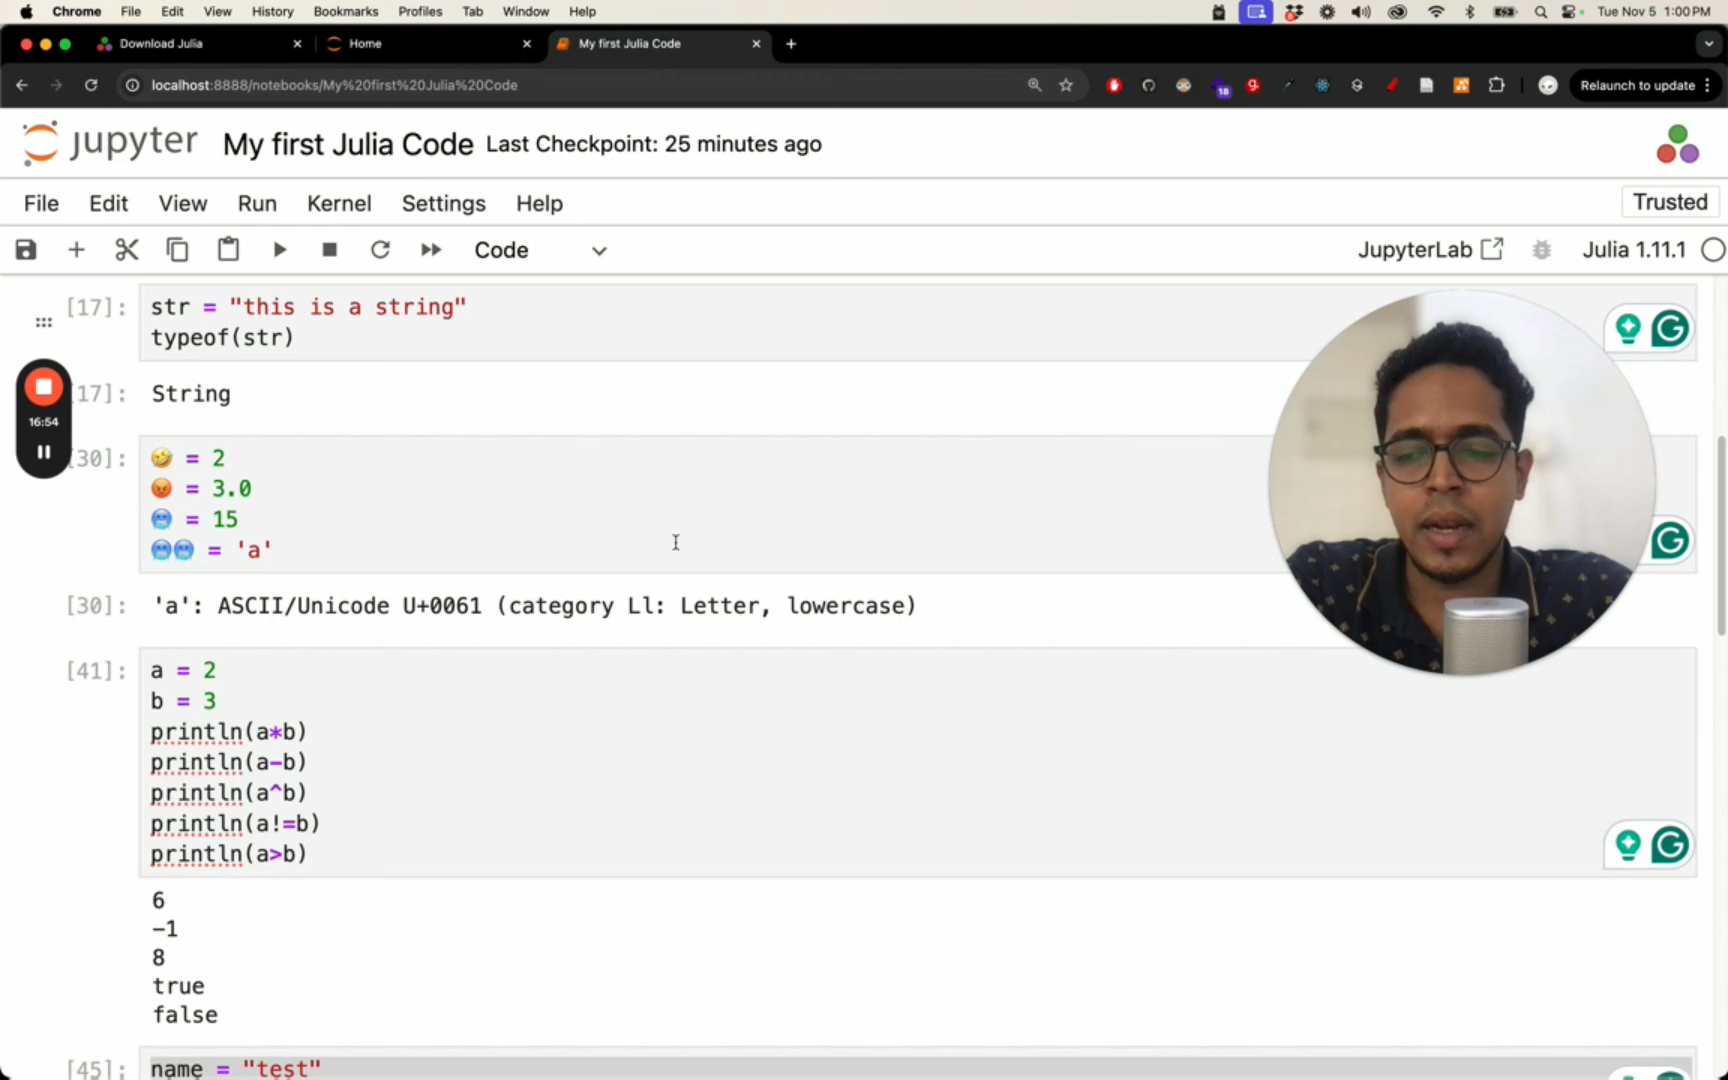 Chrome File Edit View History Bookmarks Profiles Tab Window Help Tue Nov 5 1:00 PM
Download Julia Home My first Julia Code
localhost:8888/notebooks/My%20first%20Julia%20Code 18 Relaunch to update
jupyter My first Julia Code Last Checkpoint: 25 minutes ago
File Edit View Run Kernel Settings Help Trusted
Code JupyterLab Julia 1.11.1
[17]: str = "this is a string"
typeof(str)
17]: String
16:54
30]: 🤣 = 2
😡 = 3.0
🥶 = 15
🥶🥶 = 'a'
[30]: 'a': ASCII/Unicode U+0061 (category Ll: Letter, lowercase)
[41]: a = 2
b = 3
println(a*b)
println(a-b)
println(a^b)
println(a!=b)
println(a>b)
6
-1
8
true
false
[45]: name = "test"